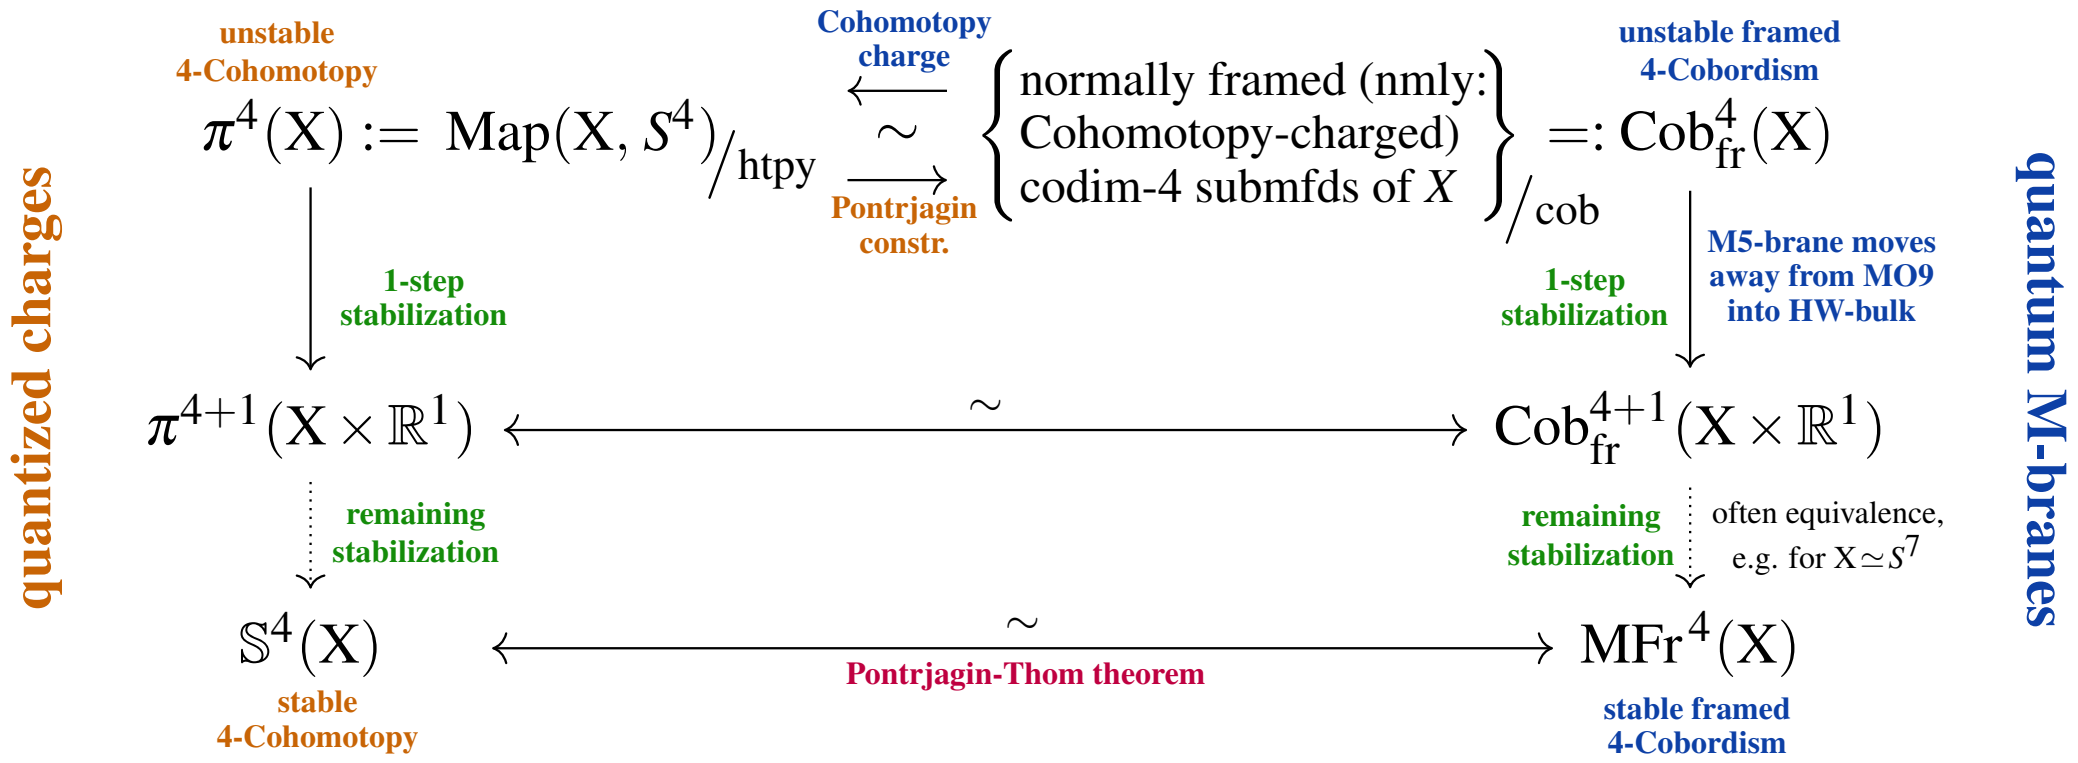 unstable
4-Cohomotopy
π⁴(X) := Map(X, S⁴)/htpy
Cohomotopy
charge
∼
Pontrjagin
constr.
{ normally framed (nmly:
Cohomotopy-charged)
codim-4 submfds of X }/cob
unstable framed
4-Cobordism
=: Cob⁴_fr(X)
quantized charges
1-step
stabilization
1-step
stabilization
M5-brane moves
away from MO9
into HW-bulk
quantum M-branes
π⁴⁺¹(X × ℝ¹)
∼
Cob⁴⁺¹_fr(X × ℝ¹)
remaining
stabilization
remaining
stabilization
often equivalence,
e.g. for X ≃ S⁷
𝕊⁴(X)
∼
Pontrjagin-Thom theorem
MFr⁴(X)
stable
4-Cohomotopy
stable framed
4-Cobordism